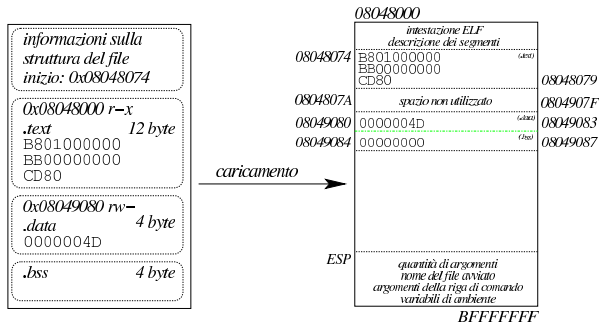 informazioni sulla
struttura del file
inizio: 0x08048074
0x08048000 r−x
.text 12 byte
B801000000
BB00000000
CD80
0x08049080 rw−
.data 4 byte
0000004D
.bss 4 byte
caricamento
08048000
intestazione ELF
descrizione dei segmenti
08048074 B801000000 (.text)
BB00000000
CD80 08048079
0804807A spazio non utilizzato 0804907F
08049080 0000004D (.data) 08049083
08049084 00000000 (.bss) 08049087
ESP
quantità di argomenti
nome del file avviato
argomenti della riga di comando
variabili di ambiente
BFFFFFFF